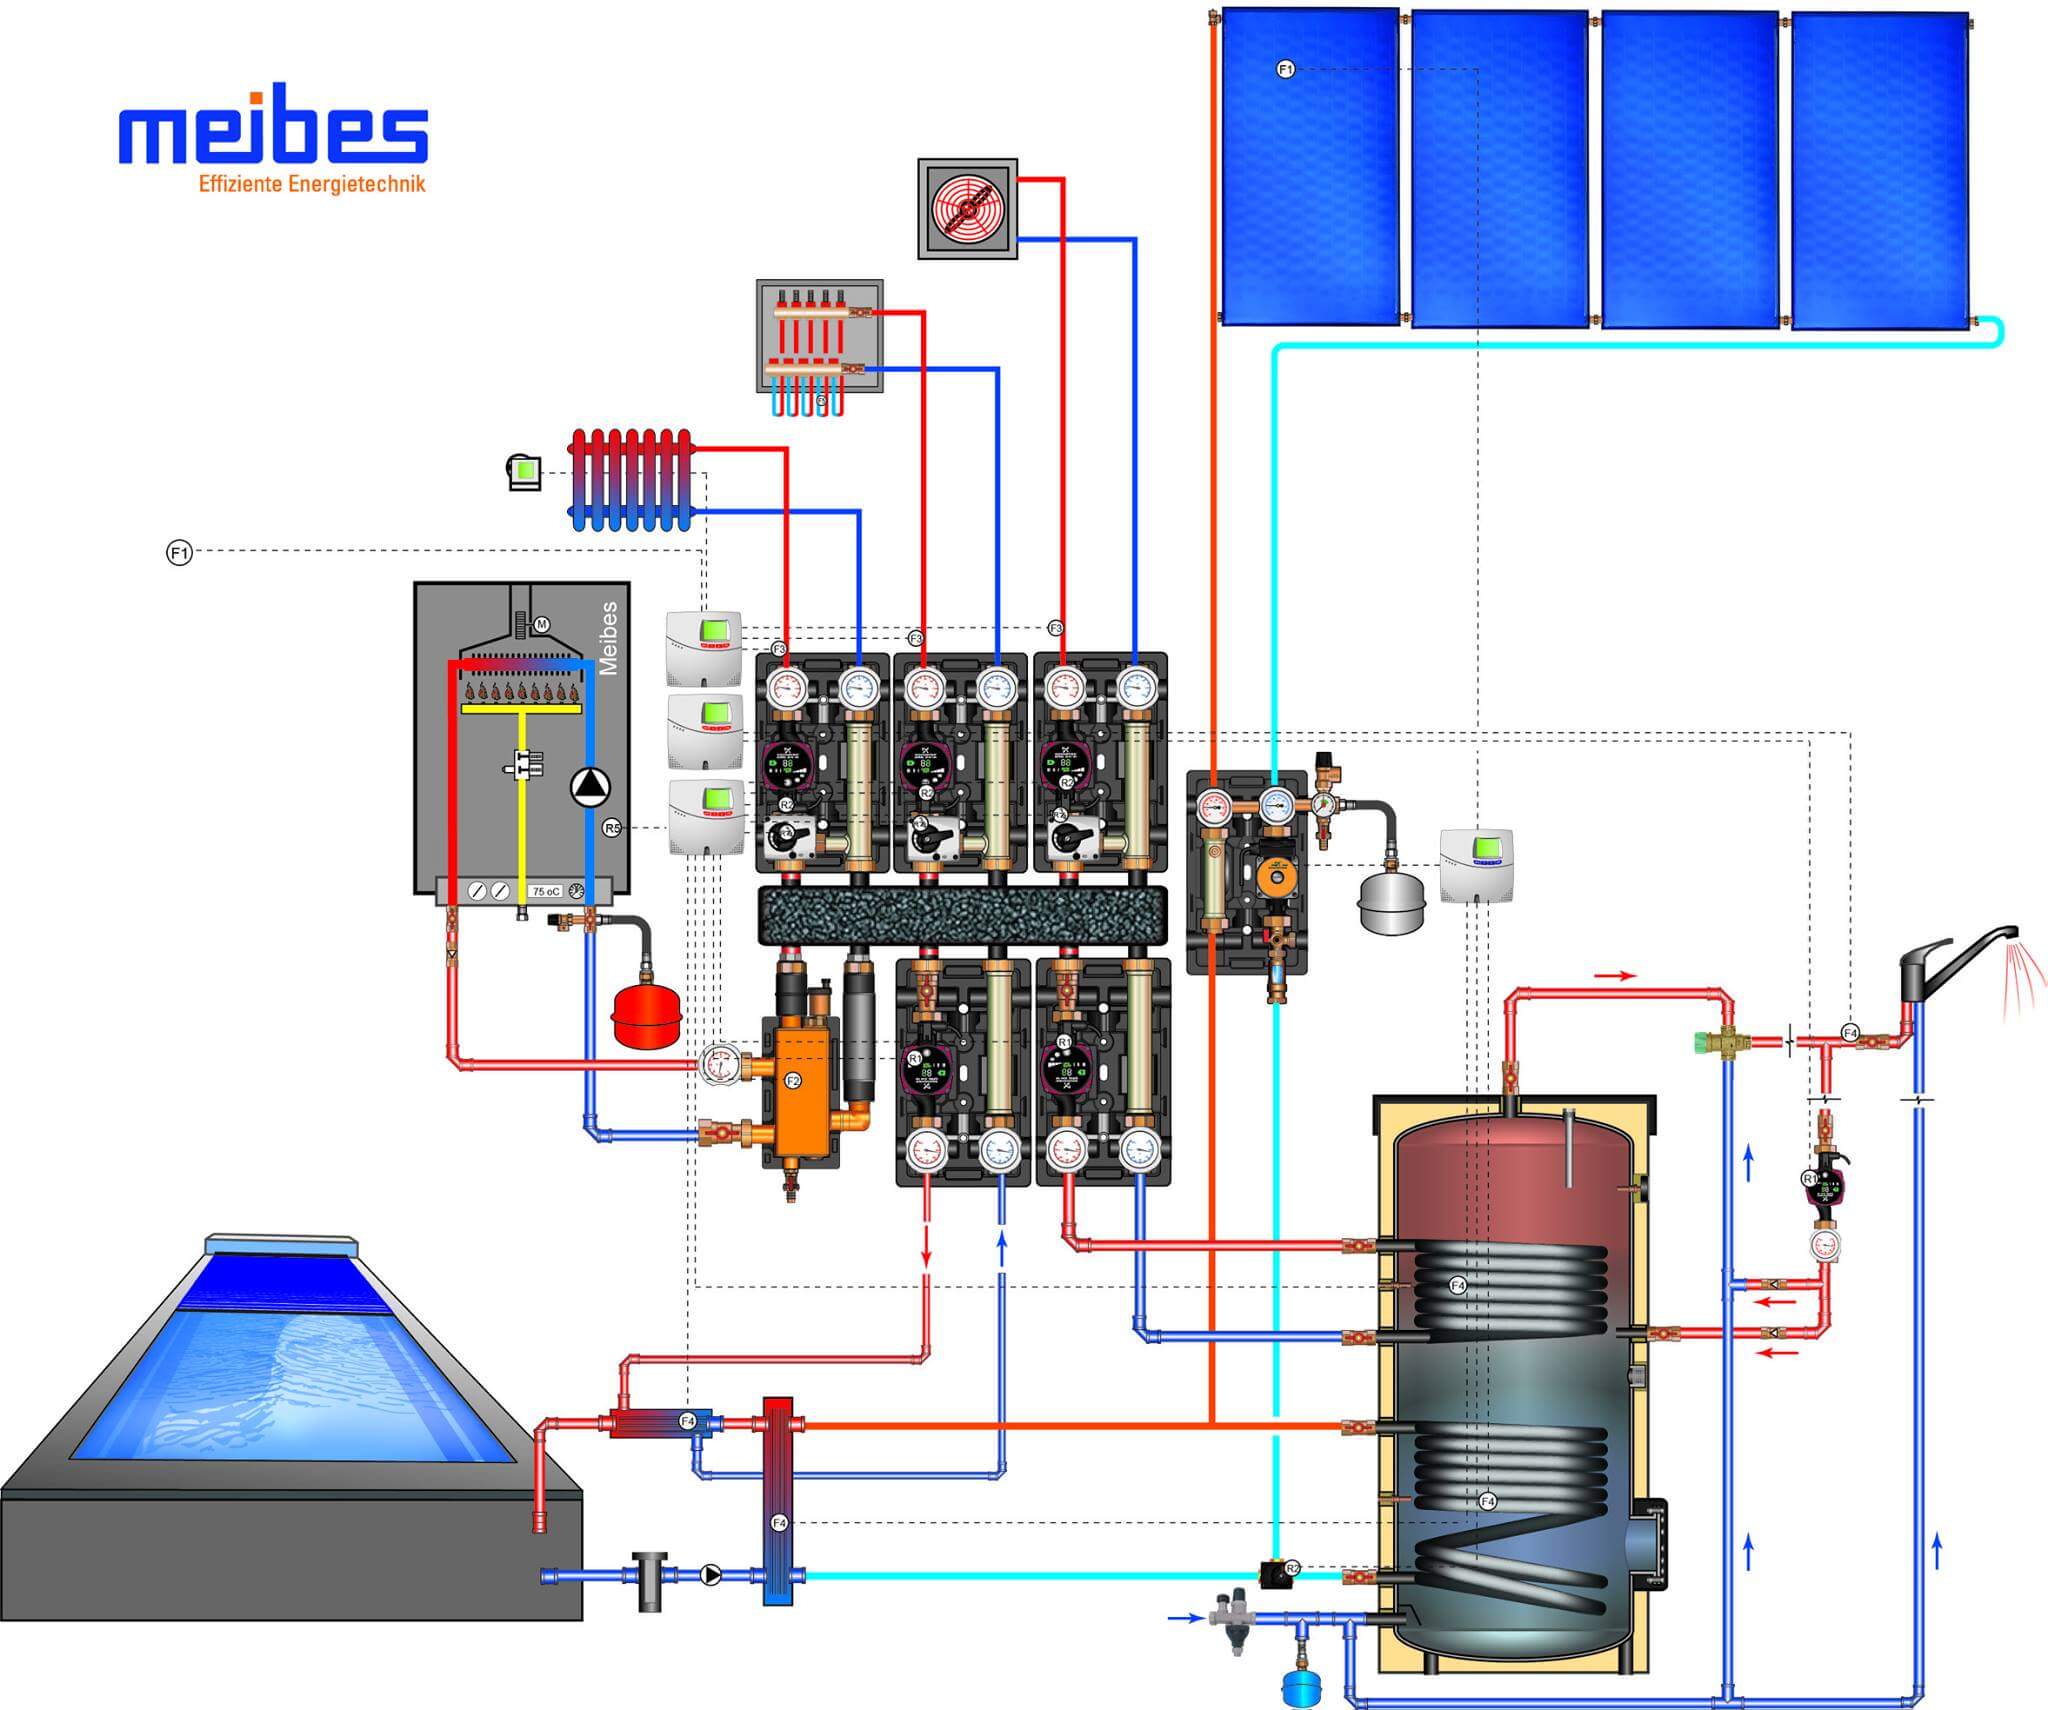 meibes
Effiziente Energietechnik
F1
F1
M
Meibes
F3
F3
F3
R2
R2
R2
R5
75 oC
F4
R1
R1
F2
R1
F4
F4
F4
F4
R2